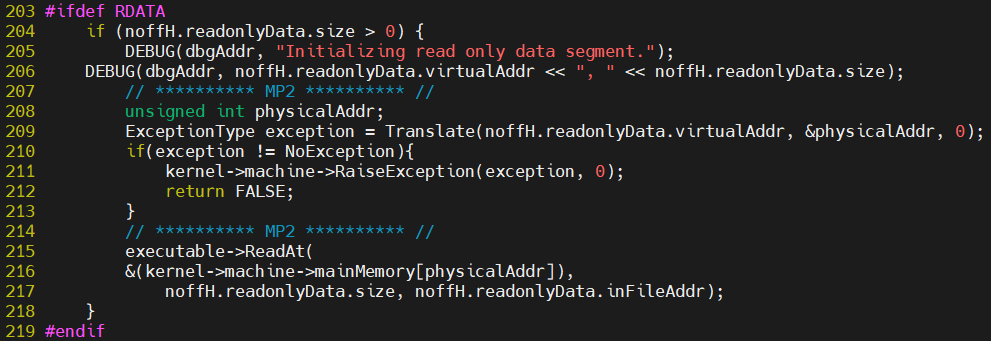 203 #ifdef RDATA
204     if (noffH.readonlyData.size > 0) {
205         DEBUG(dbgAddr, "Initializing read only data segment.");
206     DEBUG(dbgAddr, noffH.readonlyData.virtualAddr << ", " << noffH.readonlyData.size);
207         // ********** MP2 ********** //
208         unsigned int physicalAddr;
209         ExceptionType exception = Translate(noffH.readonlyData.virtualAddr, &physicalAddr, 0);
210         if(exception != NoException){
211             kernel->machine->RaiseException(exception, 0);
212             return FALSE;
213         }
214         // ********** MP2 ********** //
215         executable->ReadAt(
216         &(kernel->machine->mainMemory[physicalAddr]),
217             noffH.readonlyData.size, noffH.readonlyData.inFileAddr);
218     }
219 #endif